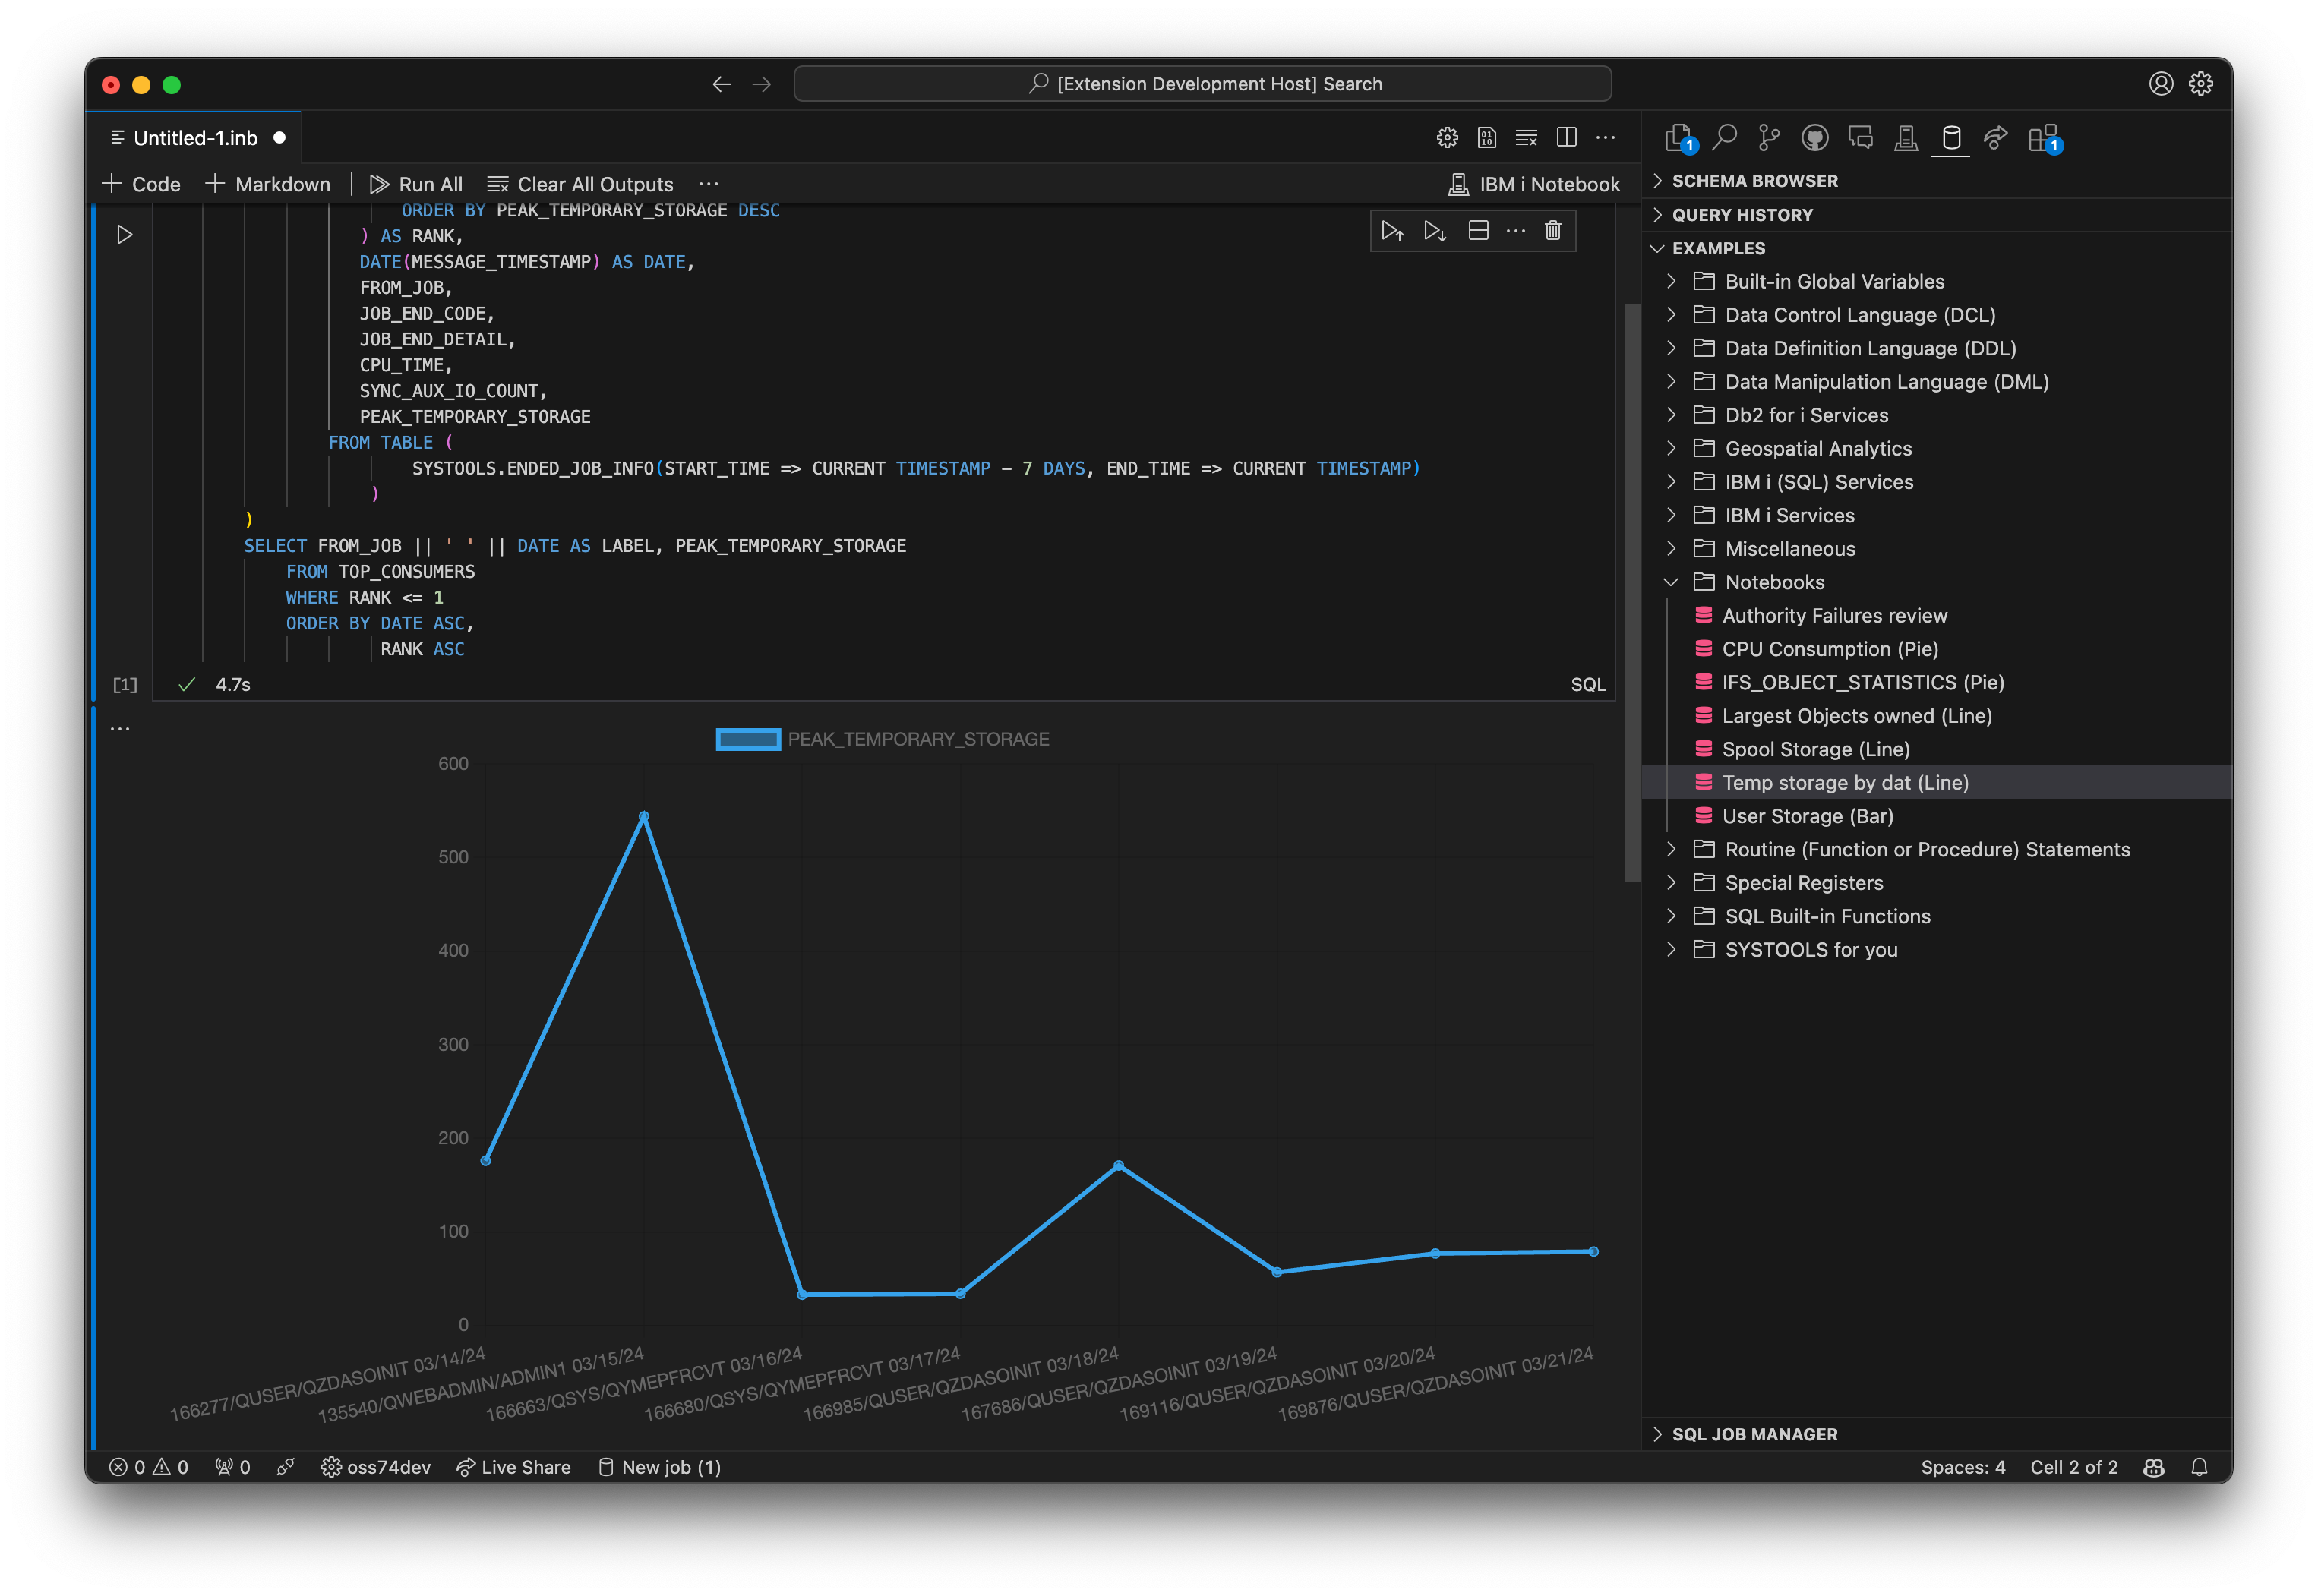 [Extension Development Host] Search
Untitled-1.inb
Code
Markdown
Run All
Clear All Outputs
IBM i Notebook
ORDER BY PEAK_TEMPORARY_STORAGE DESC
) AS RANK,
DATE(MESSAGE_TIMESTAMP) AS DATE,
FROM_JOB,
JOB_END_CODE,
JOB_END_DETAIL,
CPU_TIME,
SYNC_AUX_IO_COUNT,
PEAK_TEMPORARY_STORAGE
FROM TABLE (
SYSTOOLS.ENDED_JOB_INFO(START_TIME => CURRENT TIMESTAMP - 7 DAYS, END_TIME => CURRENT TIMESTAMP)
)
)
SELECT FROM_JOB || ' ' || DATE AS LABEL, PEAK_TEMPORARY_STORAGE
FROM TOP_CONSUMERS
WHERE RANK <= 1
ORDER BY DATE ASC,
RANK ASC
[1]
4.7s
SQL
PEAK_TEMPORARY_STORAGE
600
500
400
300
200
100
0
166277/QUSER/QZDASOINIT 03/14/24
135540/QWEBADMIN/ADMIN1 03/15/24
166663/QSYS/QYMEPFRCVT 03/16/24
166680/QSYS/QYMEPFRCVT 03/17/24
166985/QUSER/QZDASOINIT 03/18/24
167686/QUSER/QZDASOINIT 03/19/24
169116/QUSER/QZDASOINIT 03/20/24
169876/QUSER/QZDASOINIT 03/21/24
1
1
SCHEMA BROWSER
QUERY HISTORY
EXAMPLES
Built-in Global Variables
Data Control Language (DCL)
Data Definition Language (DDL)
Data Manipulation Language (DML)
Db2 for i Services
Geospatial Analytics
IBM i (SQL) Services
IBM i Services
Miscellaneous
Notebooks
Authority Failures review
CPU Consumption (Pie)
IFS_OBJECT_STATISTICS (Pie)
Largest Objects owned (Line)
Spool Storage (Line)
Temp storage by dat (Line)
User Storage (Bar)
Routine (Function or Procedure) Statements
Special Registers
SQL Built-in Functions
SYSTOOLS for you
SQL JOB MANAGER
0
0
0
oss74dev
Live Share
New job (1)
Spaces: 4
Cell 2 of 2